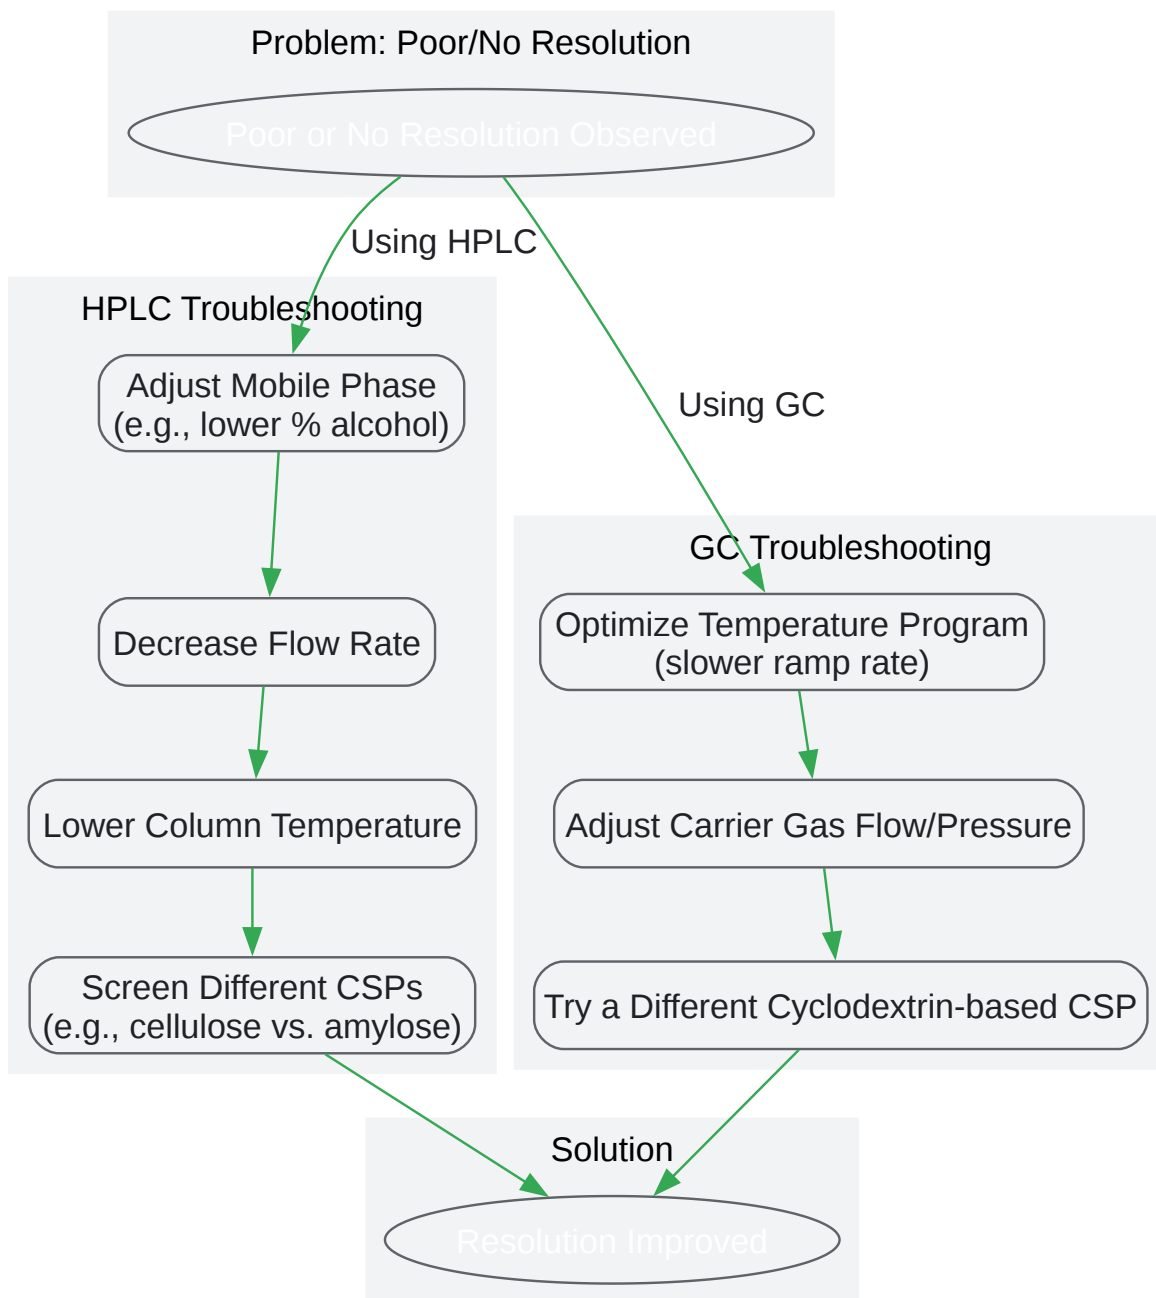 Problem: Poor/No Resolution
Poor or No Resolution Observed
Using HPLC
HPLC Troubleshooting
Adjust Mobile Phase
(e.g., lower % alcohol)
Decrease Flow Rate
Lower Column Temperature
Screen Different CSPs
(e.g., cellulose vs. amylose)
Using GC
GC Troubleshooting
Optimize Temperature Program
(slower ramp rate)
Adjust Carrier Gas Flow/Pressure
Try a Different Cyclodextrin-based CSP
Solution
Resolution Improved